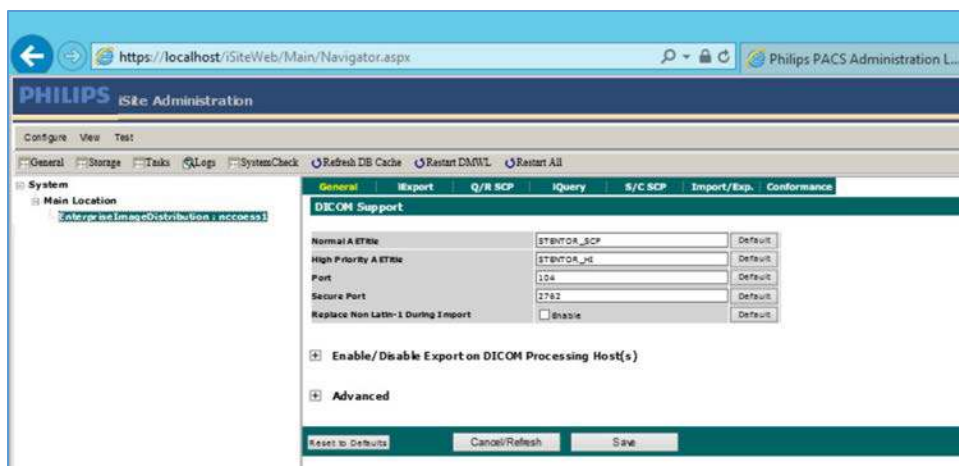 https://localhost/iSiteWeb/Main/Navigator.aspx
Philips PACS Administration L...
PHILIPS iSite Administration
Configure View Test
General Storage Tasks Logs SystemCheck Refresh DB Cache Restart DMWL Restart All
System
Main Location
EnterpriseImageDistribution : nccoess1
General iExport Q/R SCP iQuery S/C SCP Import/Exp. Conformance
DICOM Support
Normal AETitle STENTOR_SCP Default
High Priority AETitle STENTOR_HI Default
Port 104 Default
Secure Port 2762 Default
Replace Non Latin-1 During Import Enable Default
Enable/Disable Export on DICOM Processing Host(s)
Advanced
Reset to Defaults Cancel/Refresh Save